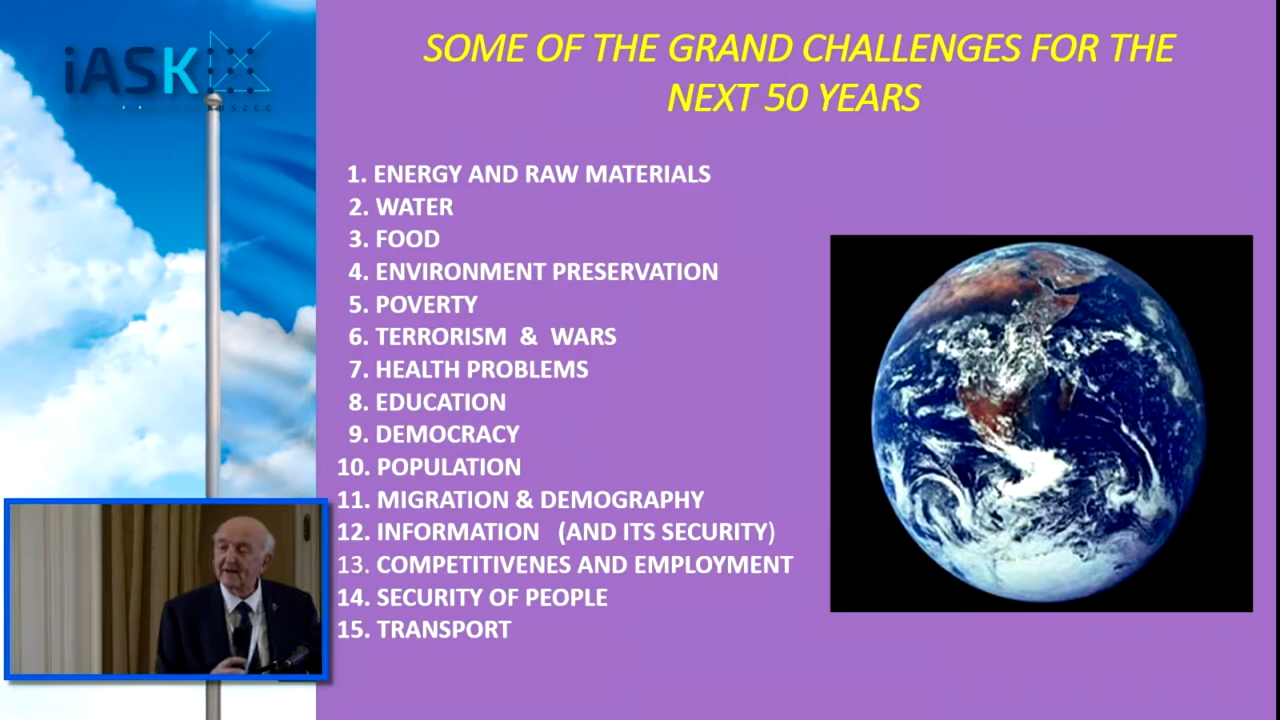 iASK
KŐSZEG
SOME OF THE GRAND CHALLENGES FOR THE
NEXT 50 YEARS
1. ENERGY AND RAW MATERIALS
2. WATER
3. FOOD
4. ENVIRONMENT PRESERVATION
5. POVERTY
6. TERRORISM & WARS
7. HEALTH PROBLEMS
8. EDUCATION
9. DEMOCRACY
10. POPULATION
11. MIGRATION & DEMOGRAPHY
12. INFORMATION (AND ITS SECURITY)
13. COMPETITIVENES AND EMPLOYMENT
14. SECURITY OF PEOPLE
15. TRANSPORT